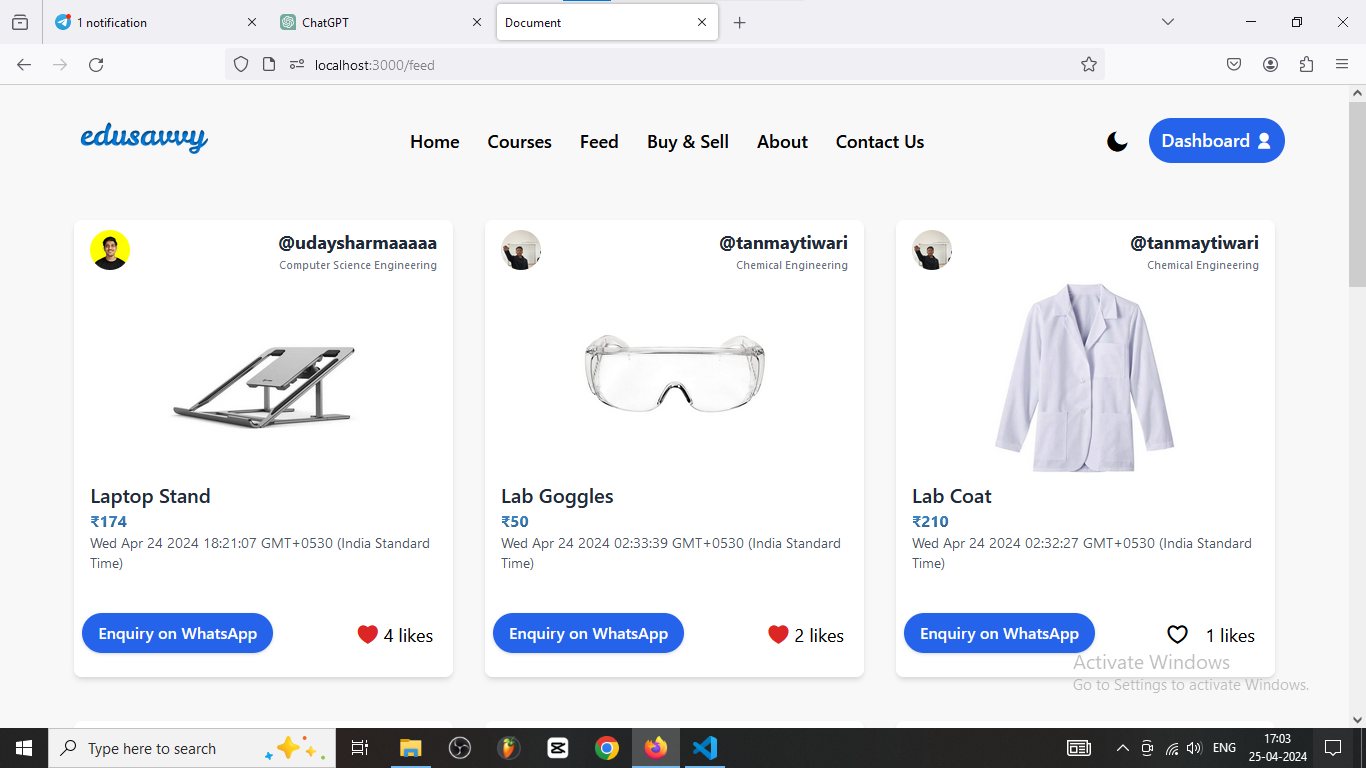 1 notification
ChatGPT
Document
localhost:3000/feed
edusavvy
Home Courses Feed Buy & Sell About Contact Us
Dashboard
@udaysharmaaaaa
Computer Science Engineering
@tanmaytiwari
Chemical Engineering
@tanmaytiwari
Chemical Engineering
Laptop Stand
₹174
Wed Apr 24 2024 18:21:07 GMT+0530 (India Standard
Time)
Enquiry on WhatsApp
4 likes
Lab Goggles
₹50
Wed Apr 24 2024 02:33:39 GMT+0530 (India Standard
Time)
Enquiry on WhatsApp
2 likes
Lab Coat
₹210
Wed Apr 24 2024 02:32:27 GMT+0530 (India Standard
Time)
Enquiry on WhatsApp
1 likes
Activate Windows
Go to Settings to activate Windows.
Type here to search
ENG
17:03
25-04-2024